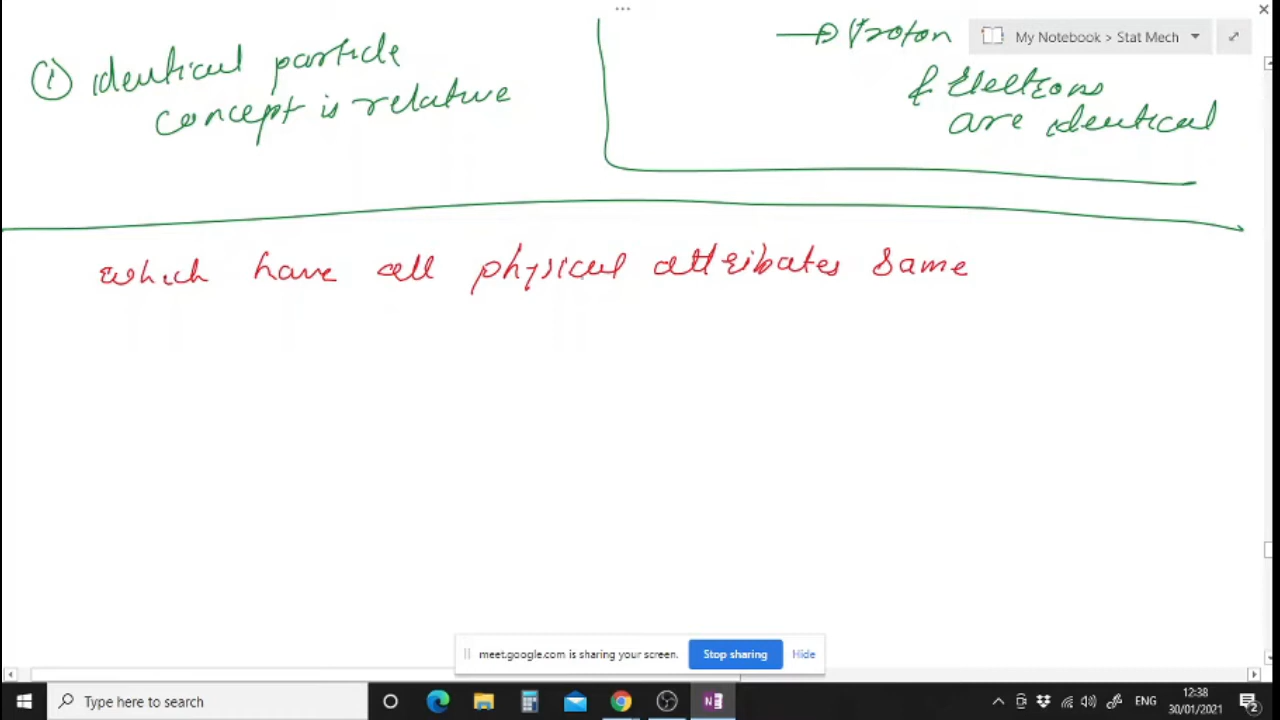 → Proton
My Notebook > Stat Mech
① identical particle
concept is relative
& Electrons
are identical
which have all physical attributes same
meet.google.com is sharing your screen.
Stop sharing
Hide
Type here to search
ENG
12:38
30/01/2021
2